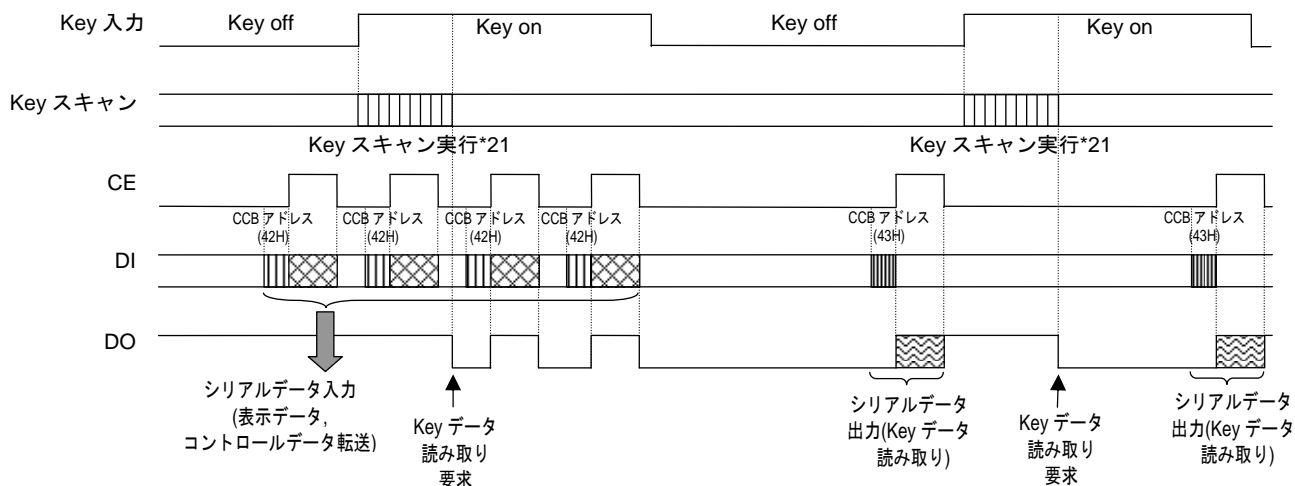 Key 入力
Key off
Key on
Key off
Key on
Key スキャン
Key スキャン実行*21
Key スキャン実行*21
CE
CCB アドレス
(42H)
CCB アドレス
(42H)
CCB アドレス
(42H)
CCB アドレス
(42H)
CCB アドレス
(43H)
CCB アドレス
(43H)
DI
DO
シリアルデータ入力
(表示データ,
コントロールデータ転送)
Key データ
読み取り
要求
シリアルデータ
出力(Key データ
読み取り)
Key データ
読み取り
要求
シリアルデータ
出力(Key データ
読み取り)